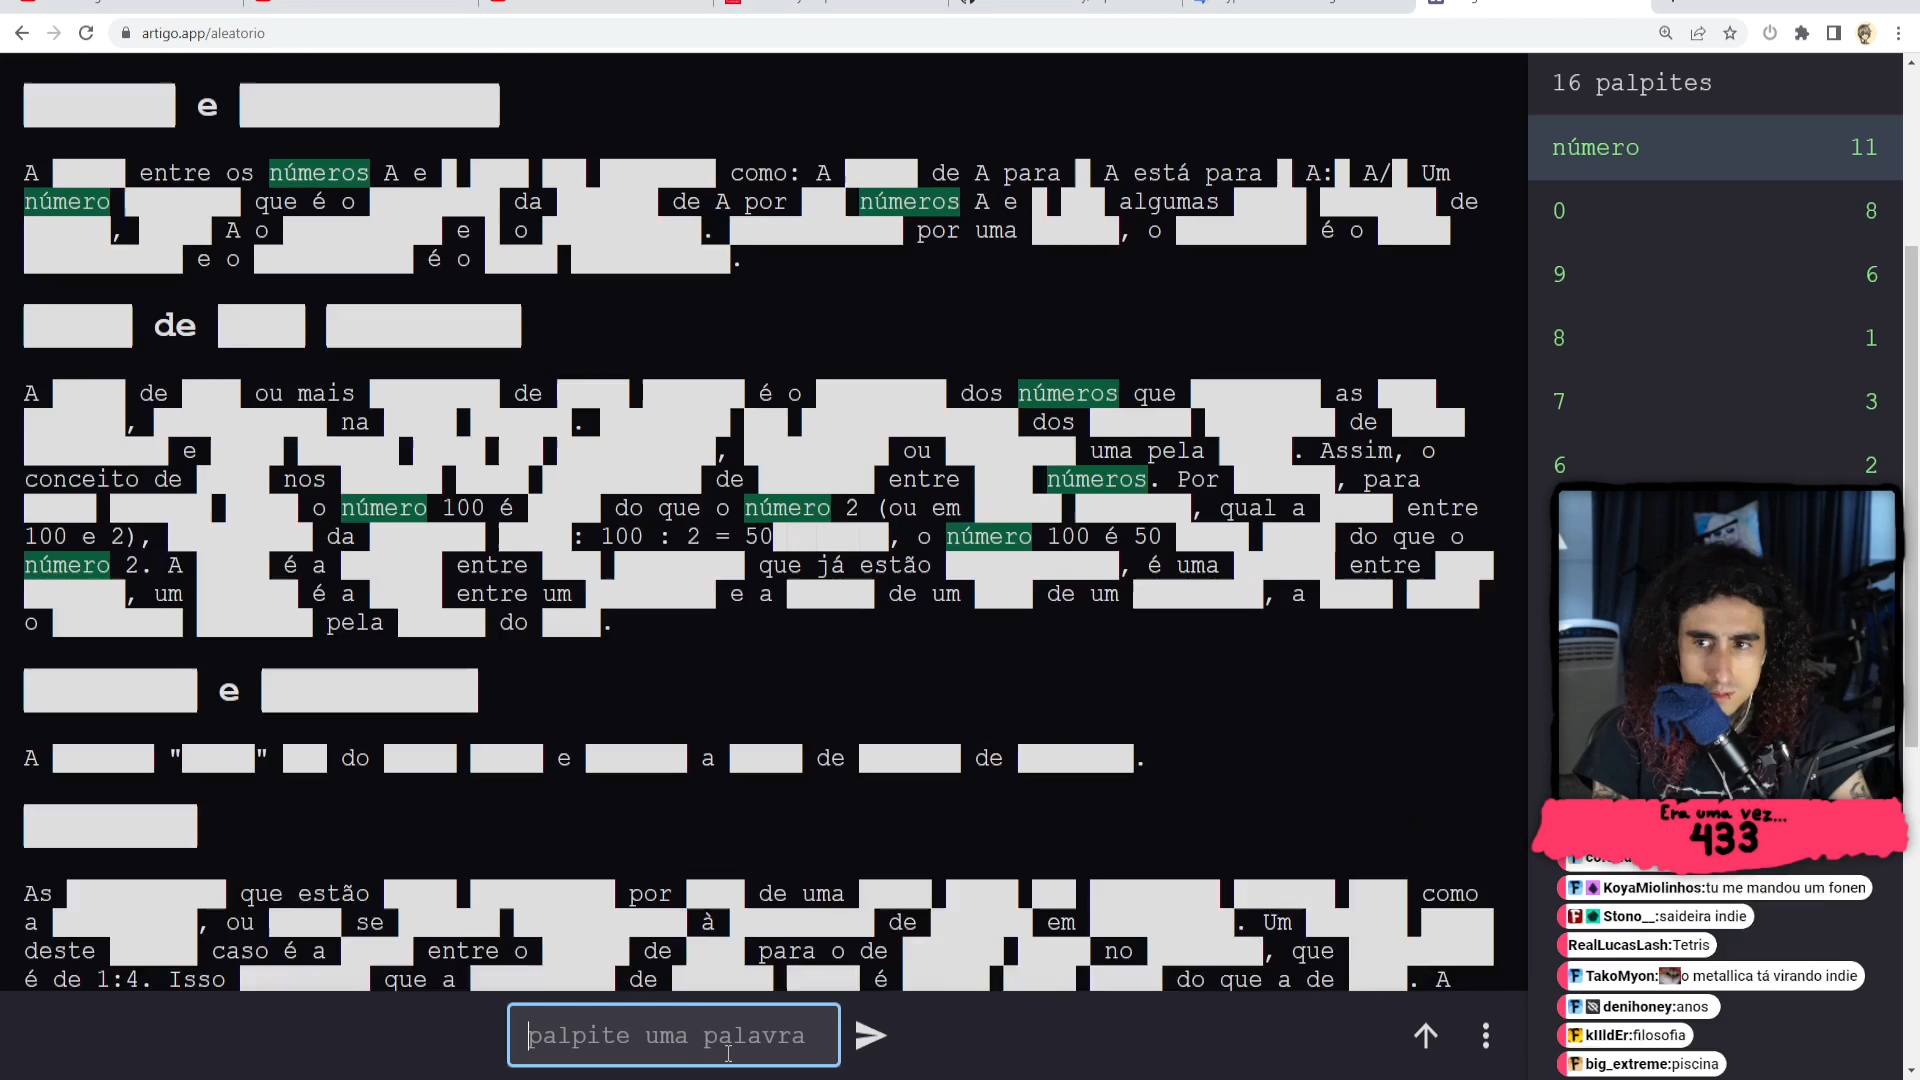 artigo.app/aleatorio
e
A entre os números A e como: A de A para A está para A: A/ Um
número que é o da de A por números A e algumas de
, A o e o . por uma , o é o
e o é o .
de
A de ou mais de é o dos números que as
, na . dos de
e , ou uma pela . Assim, o
conceito de nos de entre números. Por , para
o número 100 é do que o número 2 (ou em , qual a entre
100 e 2), da : 100 : 2 = 50 , o número 100 é 50 do que o
número 2. A é a entre que já estão , é uma entre
, um é a entre um e a de um de um , a
o pela do .
e
A " " do e a de de .
As que estão por de uma como
a , ou se à de em . Um
deste caso é a entre o de para o de no , que
é de 1:4. Isso que a de é do que a de . A
palpite uma palavra
16 palpites
número 11
0 8
9 6
8 1
7 3
6 2
Era uma vez...
433
KoyaMiolinhos:tu me mandou um fonen
Stono__:saideira indie
RealLucasLash:Tetris
TakoMyon: o metallica tá virando indie
denihoney:anos
kIlldEr:filosofia
big_extreme:piscina